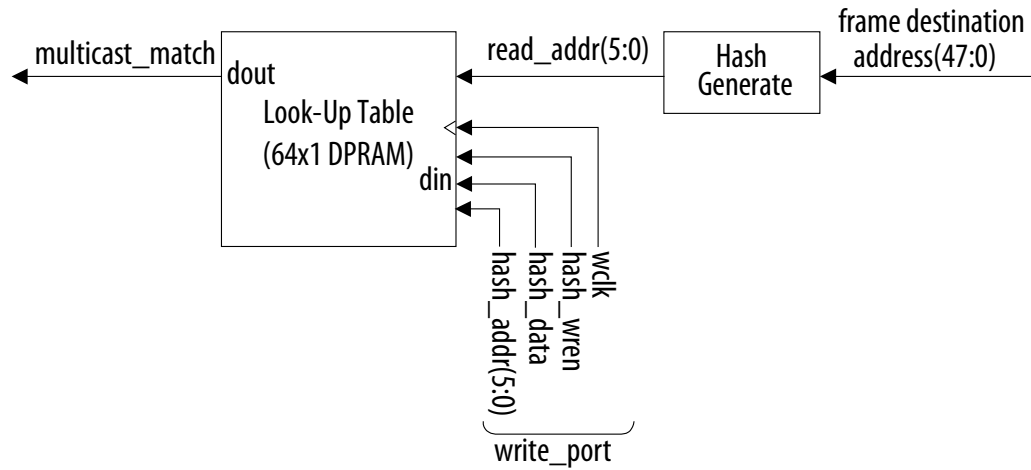 frame destination
address(47:0)
multicast_match
read_addr(5:0)
Hash
Generate
dout
Look-Up Table
(64x1 DPRAM)
din
hash_addr(5:0)
hash_data
hash_wren
wclk
write_port